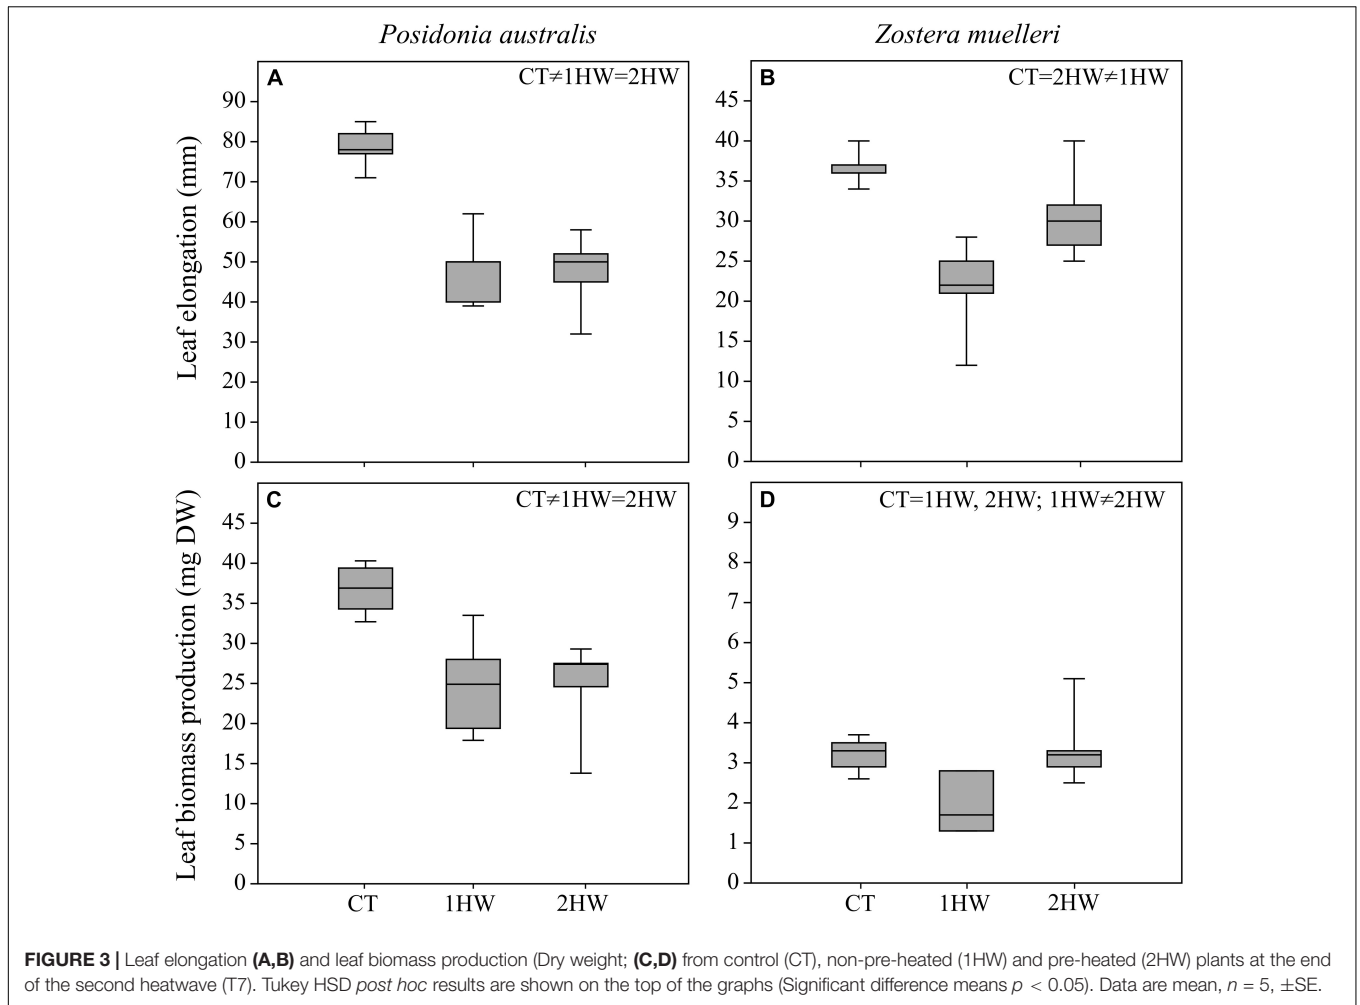 Posidonia australis
Zostera muelleri
A
CT≠1HW=2HW
Leaf elongation (mm)
90
80
70
60
50
40
30
20
10
0
B
CT=2HW≠1HW
45
40
35
30
25
20
15
10
5
0
C
CT≠1HW=2HW
Leaf biomass production (mg DW)
45
40
35
30
25
20
15
10
5
0
CT 1HW 2HW
D
CT=1HW, 2HW; 1HW≠2HW
9
8
7
6
5
4
3
2
1
0
CT 1HW 2HW
FIGURE 3 | Leaf elongation (A,B) and leaf biomass production (Dry weight; (C,D) from control (CT), non-pre-heated (1HW) and pre-heated (2HW) plants at the end
of the second heatwave (T7). Tukey HSD post hoc results are shown on the top of the graphs (Significant difference means p < 0.05). Data are mean, n = 5, ±SE.